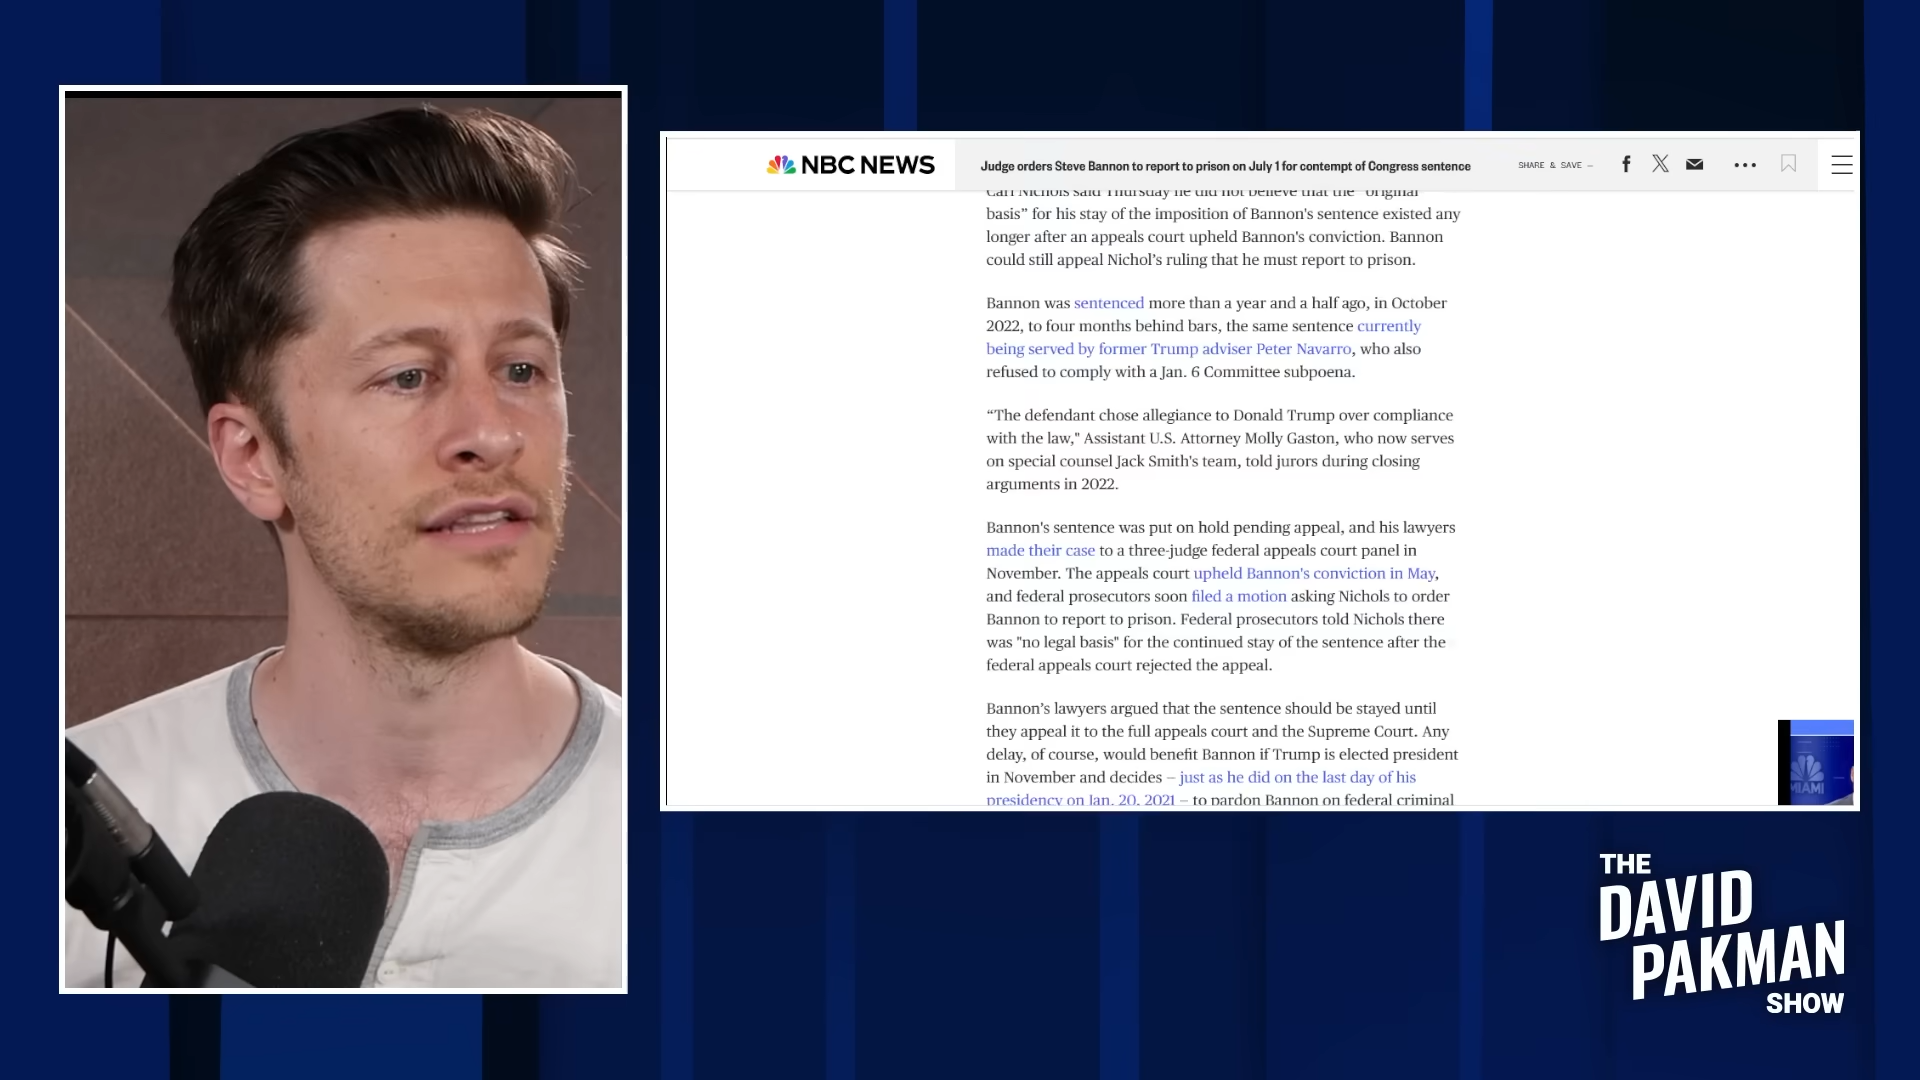 NBC NEWS
Judge orders Steve Bannon to report to prison on July 1 for contempt of Congress sentence
SHARE & SAVE —
Carl Nichols said Thursday he did not believe that the "original
basis” for his stay of the imposition of Bannon's sentence existed any
longer after an appeals court upheld Bannon's conviction. Bannon
could still appeal Nichol’s ruling that he must report to prison.
Bannon was sentenced more than a year and a half ago, in October
2022, to four months behind bars, the same sentence currently
being served by former Trump adviser Peter Navarro, who also
refused to comply with a Jan. 6 Committee subpoena.
“The defendant chose allegiance to Donald Trump over compliance
with the law," Assistant U.S. Attorney Molly Gaston, who now serves
on special counsel Jack Smith's team, told jurors during closing
arguments in 2022.
Bannon's sentence was put on hold pending appeal, and his lawyers
made their case to a three-judge federal appeals court panel in
November. The appeals court upheld Bannon's conviction in May,
and federal prosecutors soon filed a motion asking Nichols to order
Bannon to report to prison. Federal prosecutors told Nichols there
was "no legal basis" for the continued stay of the sentence after the
federal appeals court rejected the appeal.
Bannon’s lawyers argued that the sentence should be stayed until
they appeal it to the full appeals court and the Supreme Court. Any
delay, of course, would benefit Bannon if Trump is elected president
in November and decides — just as he did on the last day of his
presidency on Jan. 20, 2021 — to pardon Bannon on federal criminal
MIAMI
THE
DAVID
PAKMAN
SHOW